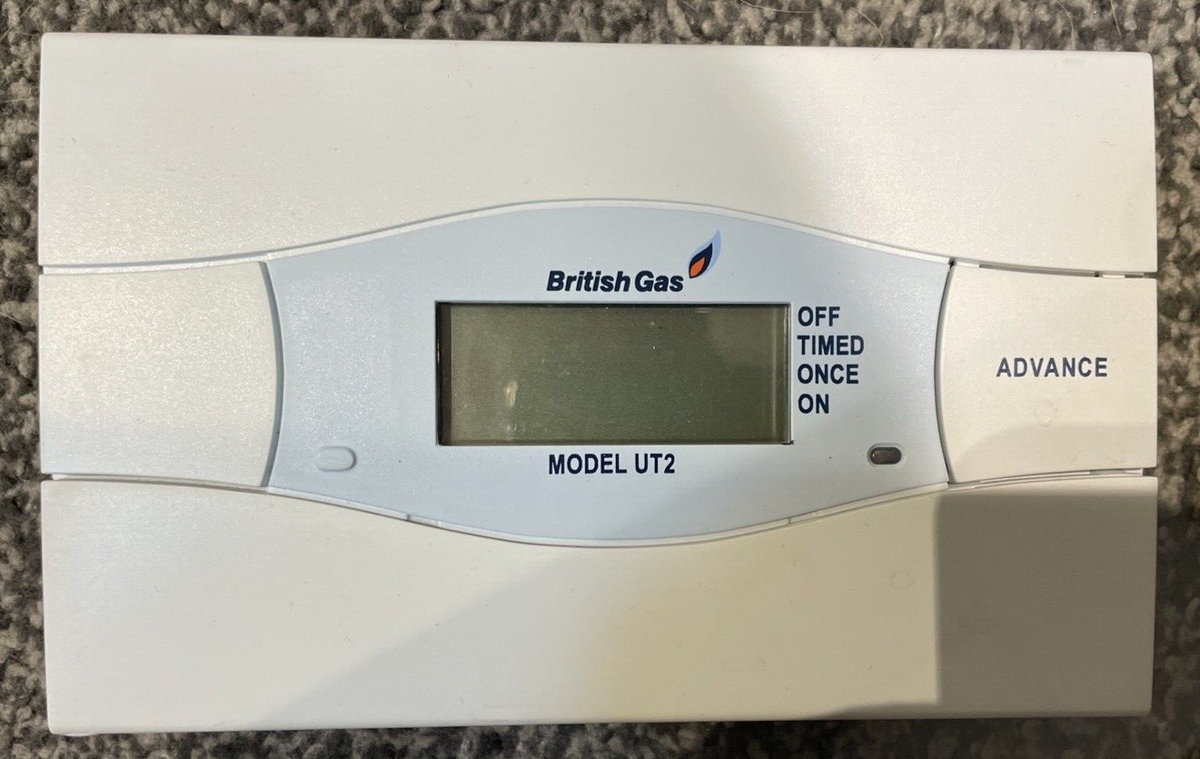 British Gas
OFF
TIMED
ONCE
ON
ADVANCE
MODEL UT2